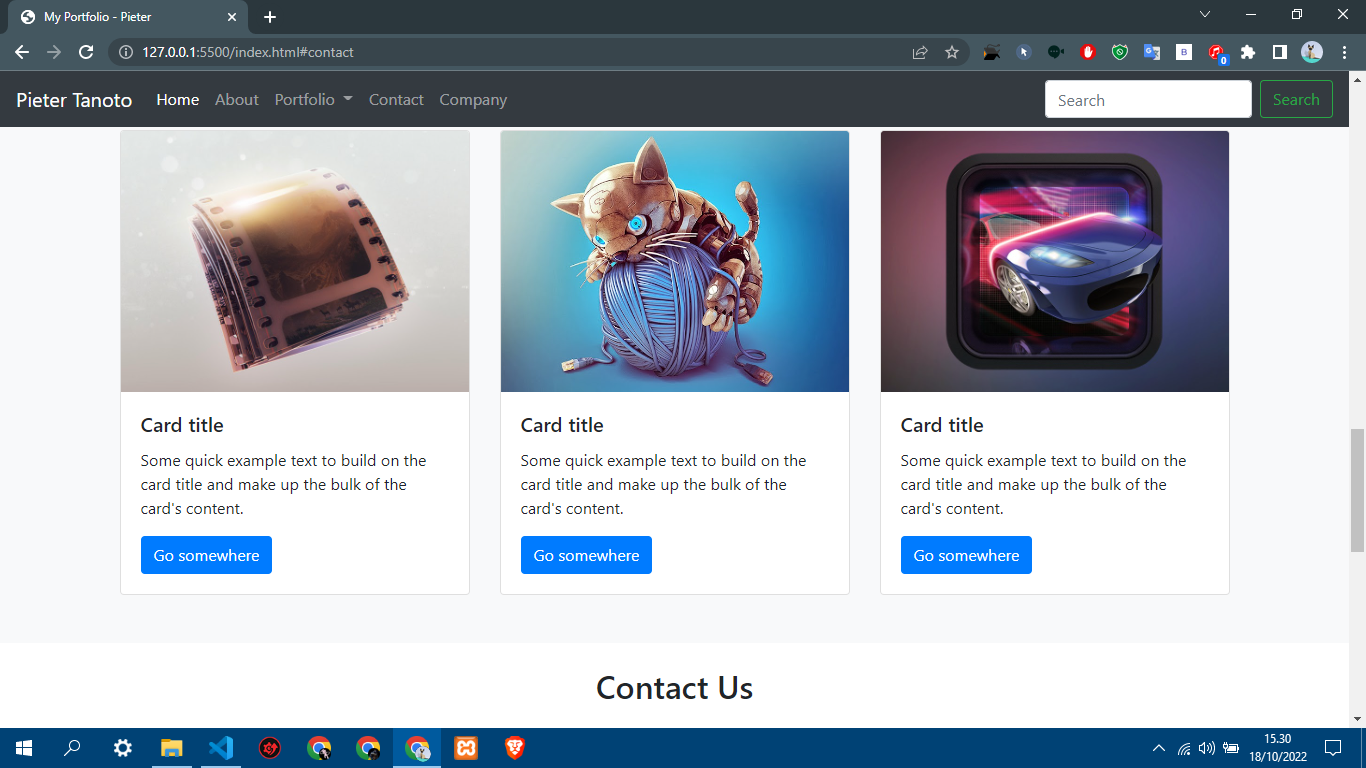 My Portfolio - Pieter
127.0.0.1:5500/index.html#contact
B
0
Pieter Tanoto Home About Portfolio Contact Company Search Search
Card title
Some quick example text to build on the
card title and make up the bulk of the
card's content.
Go somewhere
Card title
Some quick example text to build on the
card title and make up the bulk of the
card's content.
Go somewhere
Card title
Some quick example text to build on the
card title and make up the bulk of the
card's content.
Go somewhere
Contact Us
15.30
18/10/2022